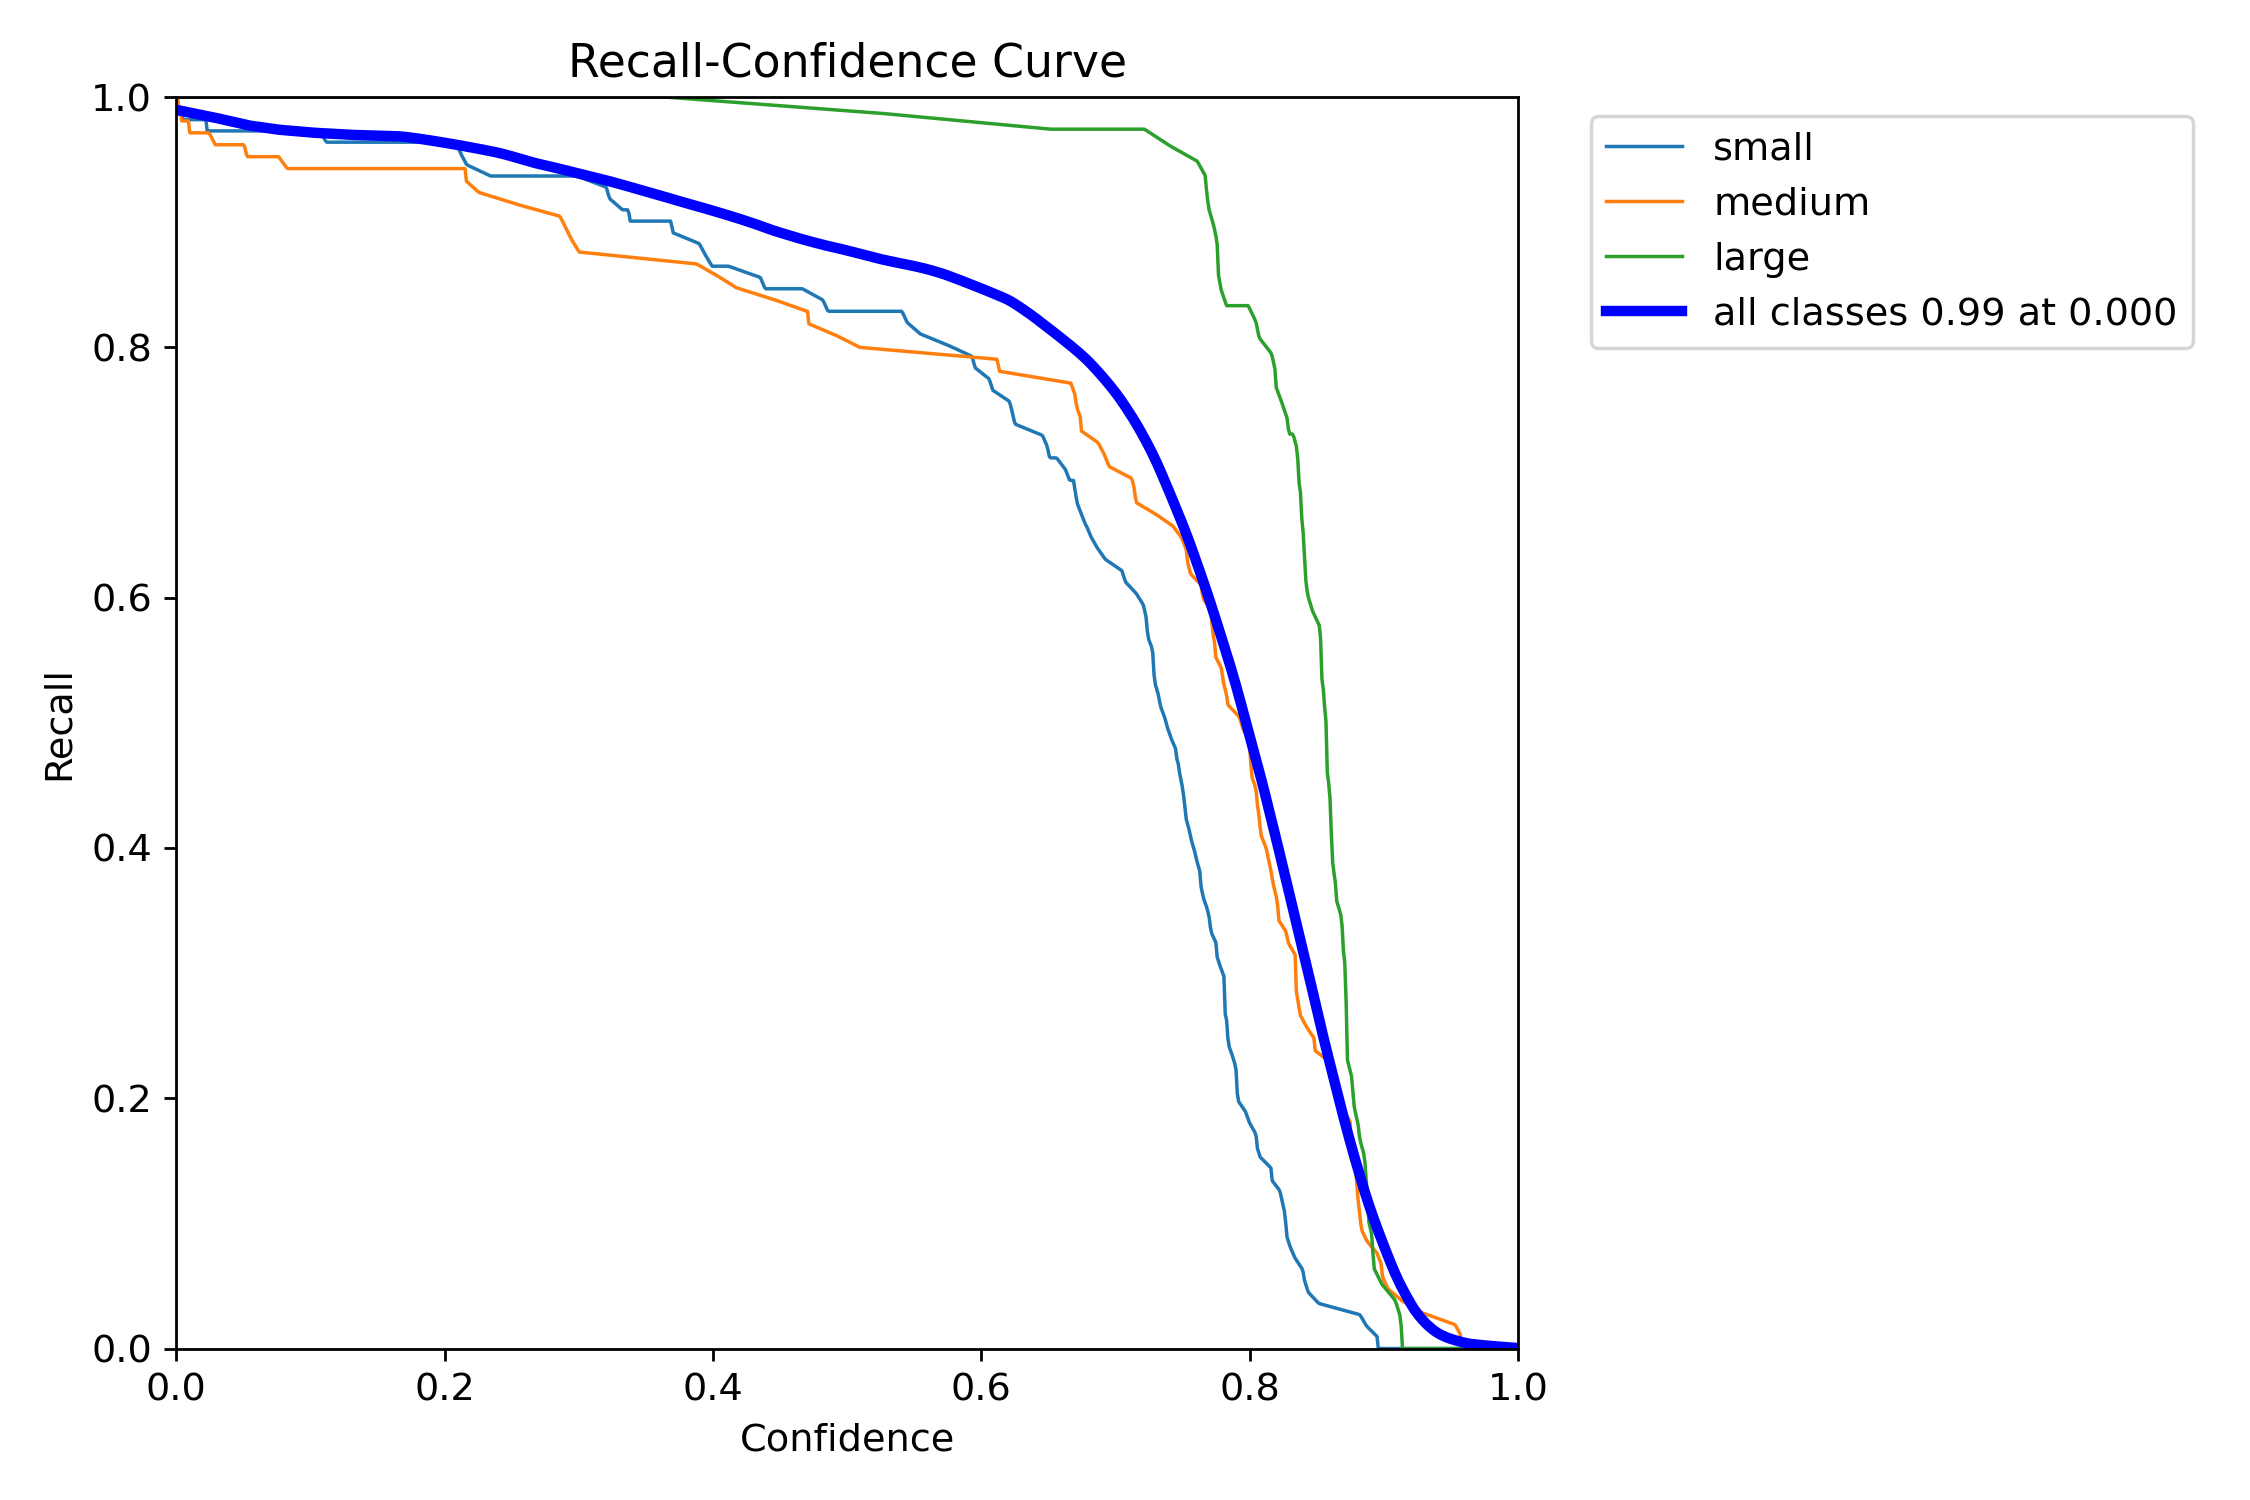 Recall-Confidence Curve
1.0
0.8
0.6
0.4
0.2
0.0
Recall
0.0 0.2 0.4 0.6 0.8 1.0
Confidence
small
medium
large
all classes 0.99 at 0.000